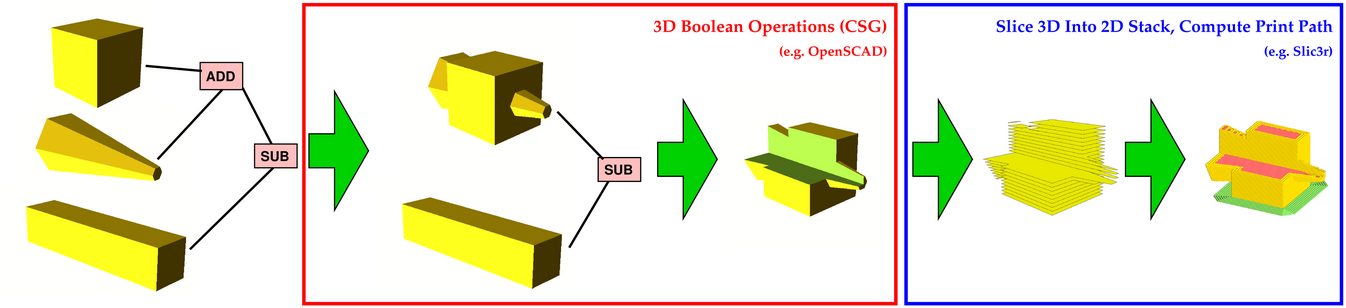 3D Boolean Operations (CSG)
(e.g. OpenSCAD)
Slice 3D Into 2D Stack, Compute Print Path
(e.g. Slic3r)
ADD
SUB
SUB